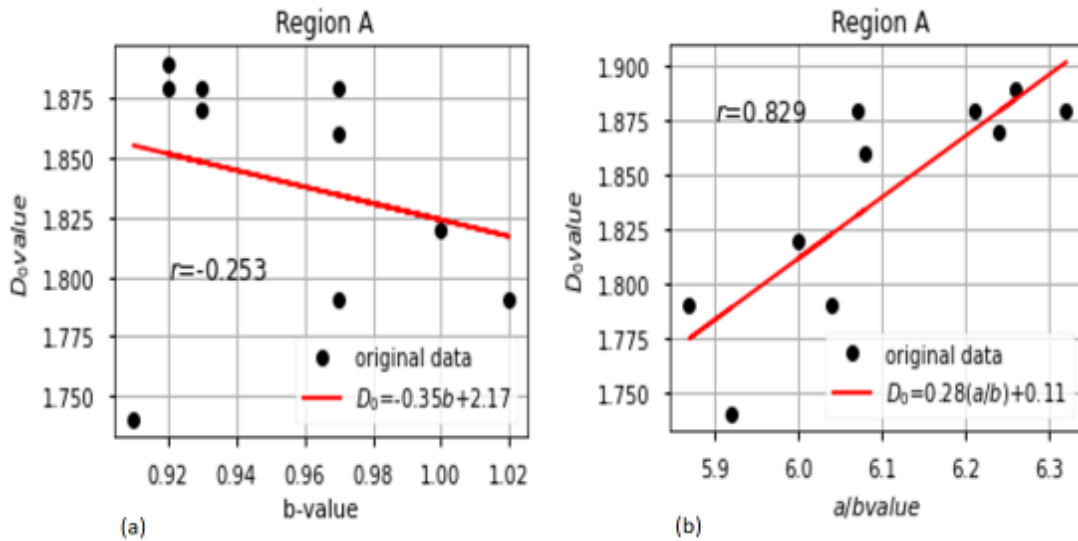 Region A
D₀value
1.875
1.850
1.825
1.800
1.775
1.750
r=-0.253
original data
D₀=-0.35b+2.17
0.92 0.94 0.96 0.98 1.00 1.02
b-value
(a)
Region A
D₀value
1.900
1.875
1.850
1.825
1.800
1.775
1.750
r=0.829
original data
D₀=0.28(a/b)+0.11
5.9 6.0 6.1 6.2 6.3
a/bvalue
(b)